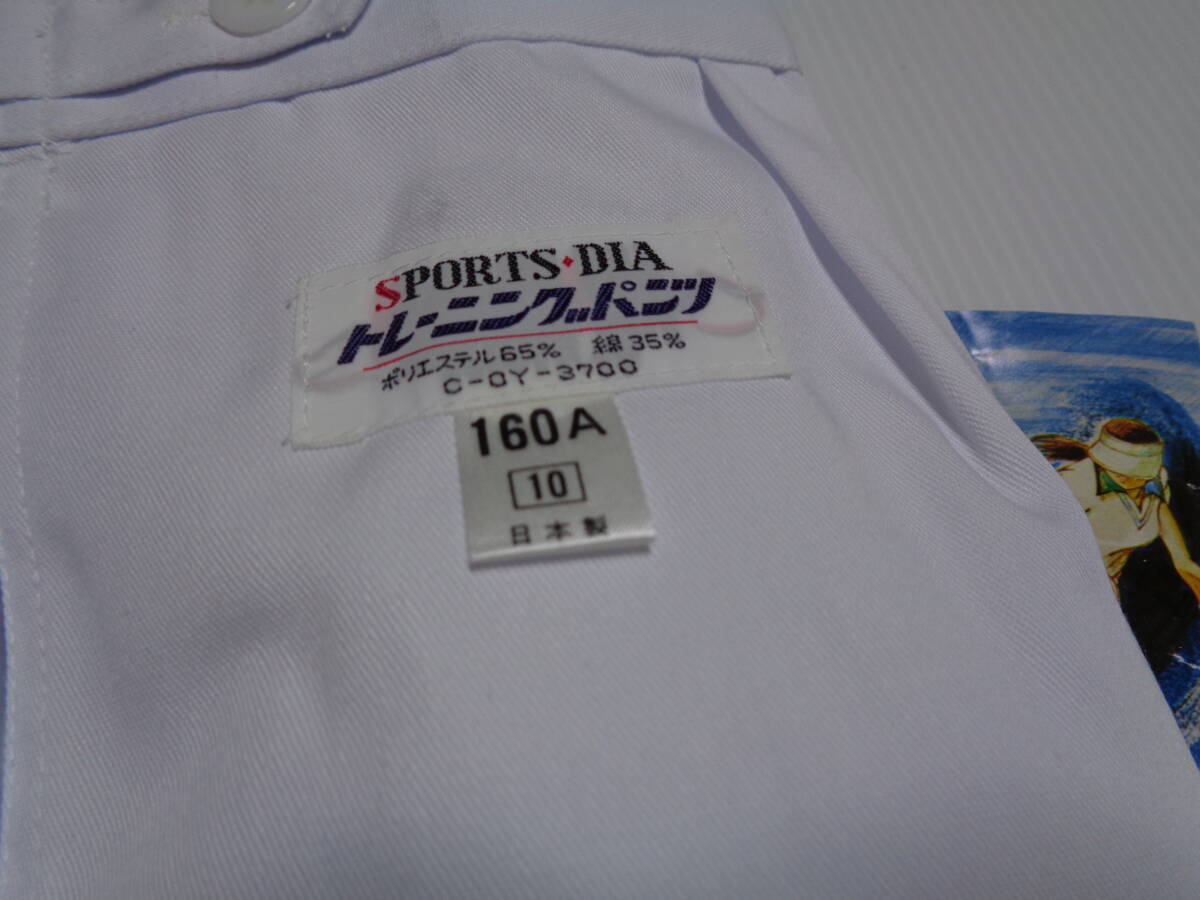 SPORTS・DIA
トレーニングパンツ
ポリエステル65% 綿35%
C-OY-3700
160A
10
日本製